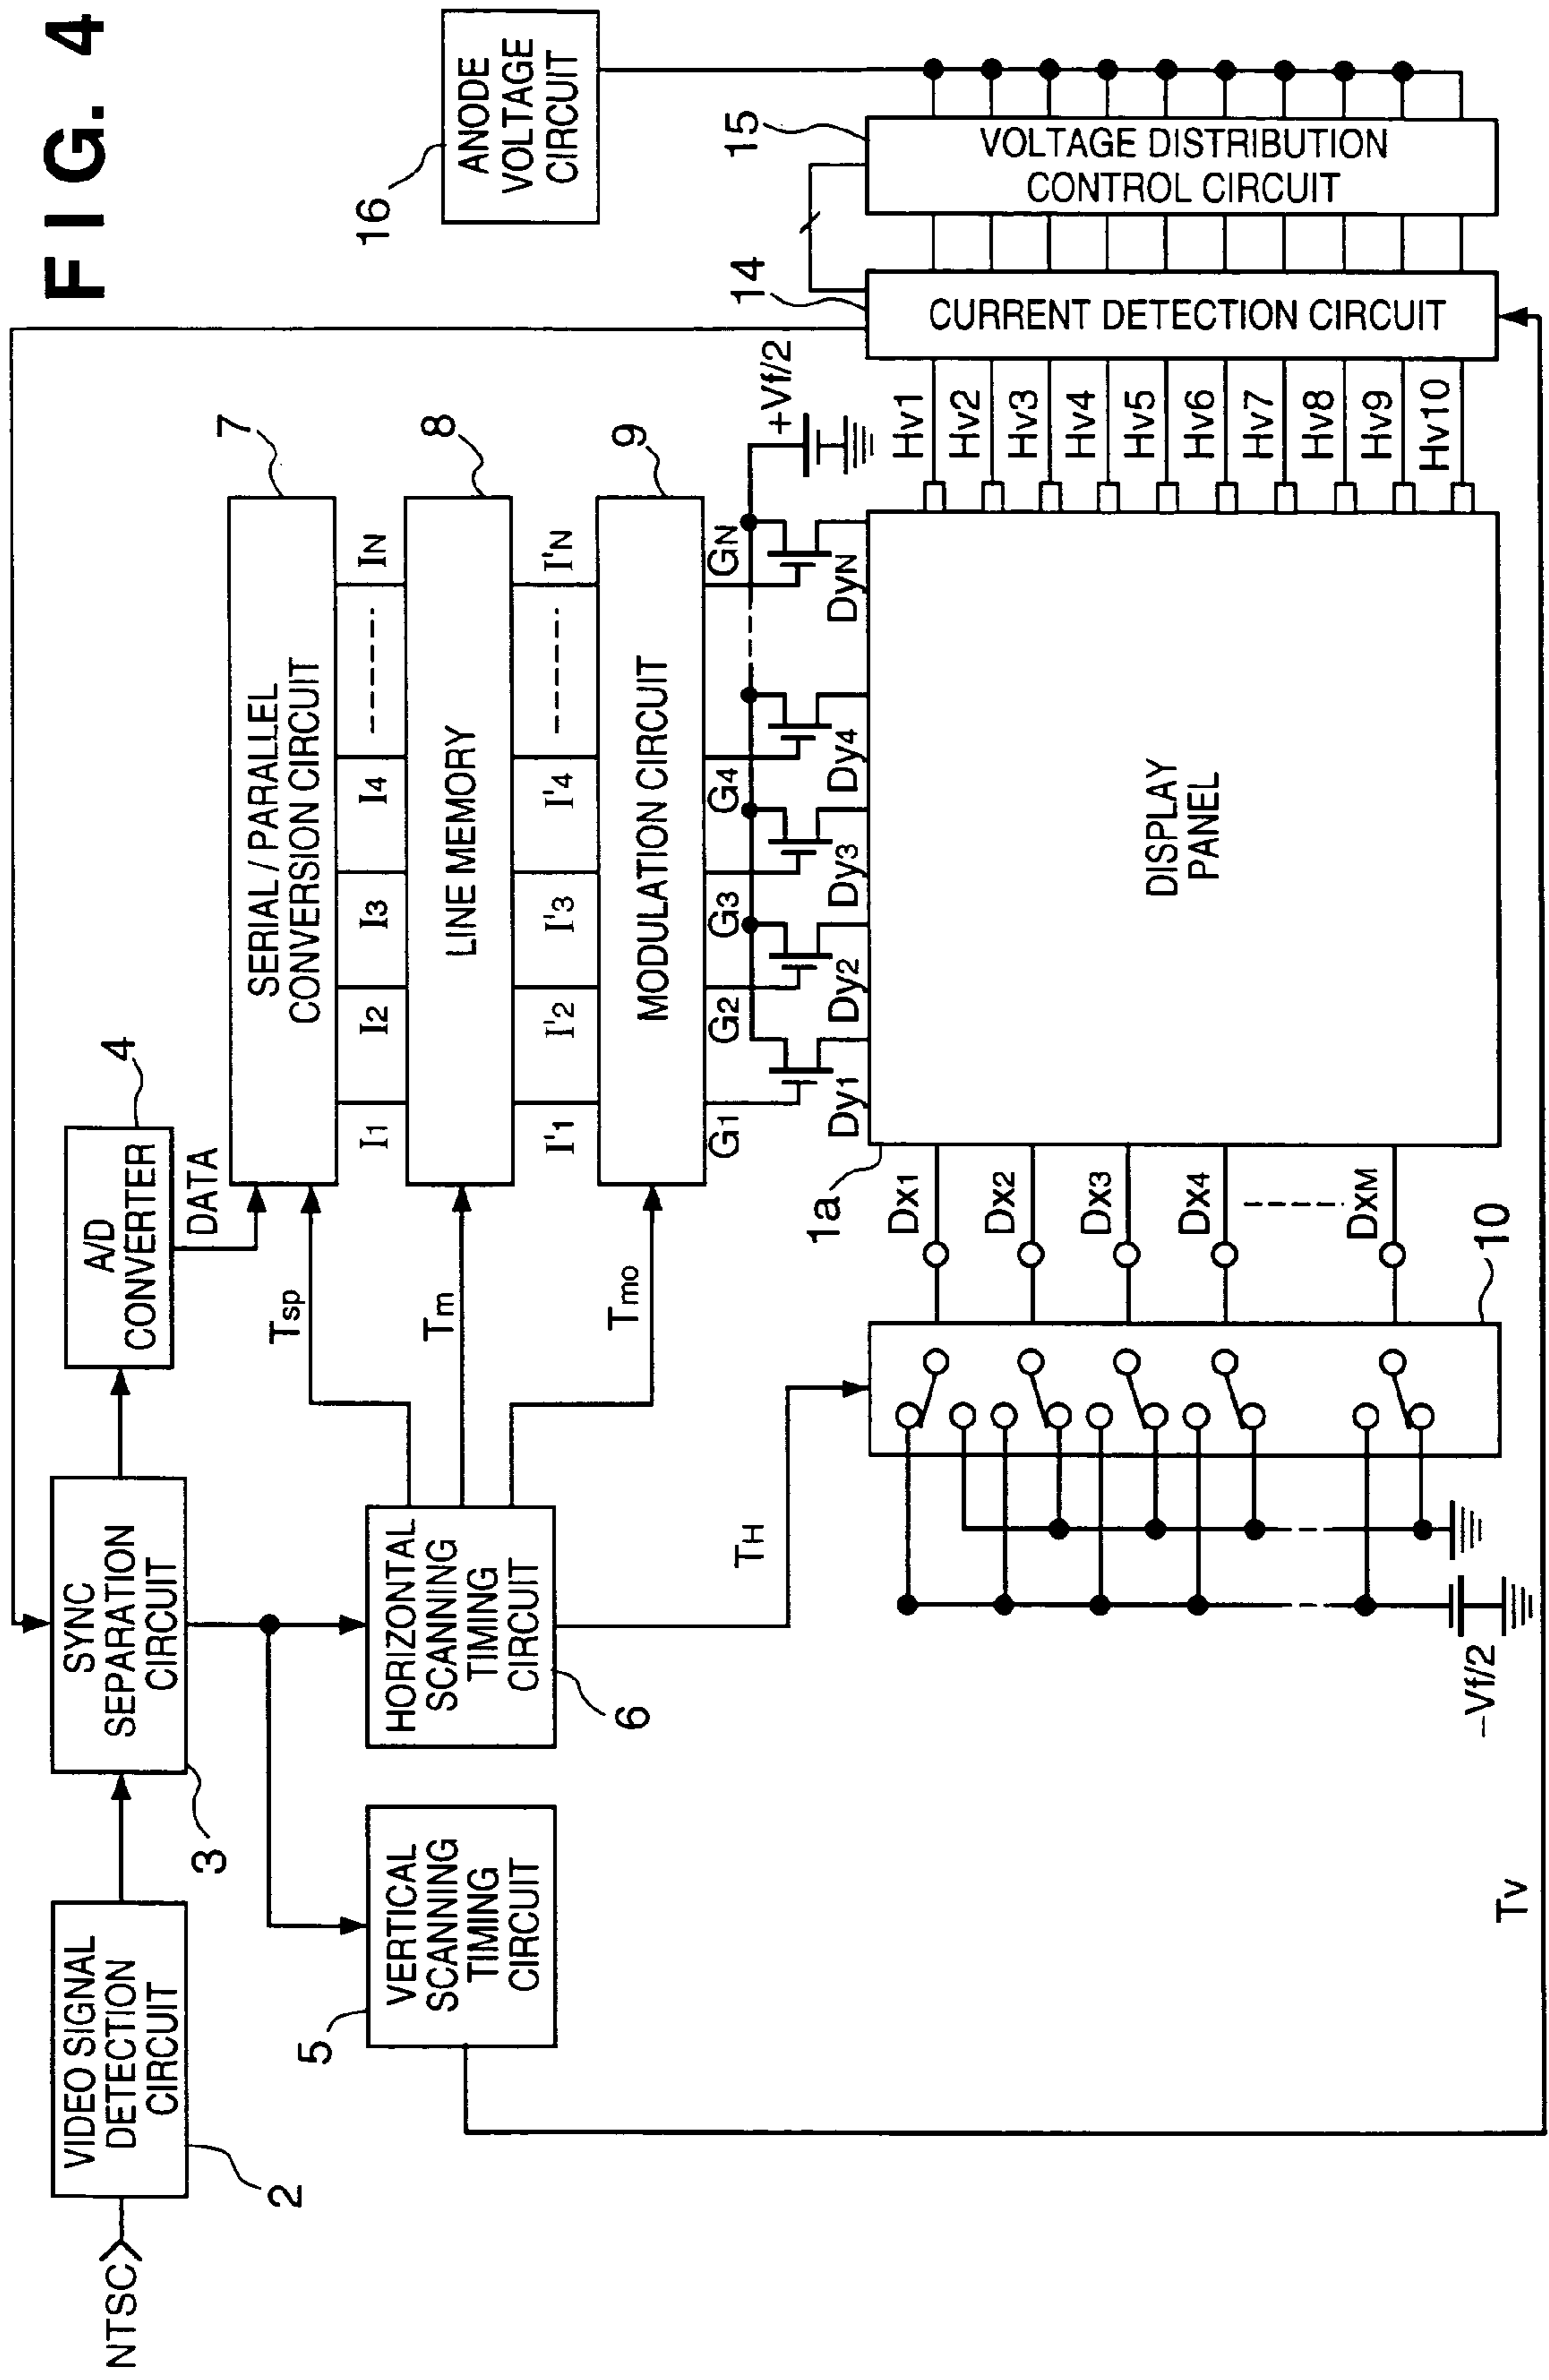 FIG. 4
NTSC
VIDEO SIGNAL
DETECTION
CIRCUIT
2
SYNC
SEPARATION
CIRCUIT
3
A/D
CONVERTER
4
DATA
VERTICAL
SCANNING
TIMING
CIRCUIT
5
HORIZONTAL
SCANNING
TIMING
CIRCUIT
6
Tsp
Tm
Tmo
TH
TV
SERIAL / PARALLEL
CONVERSION CIRCUIT
7
I1 I2 I3 I4 IN
LINE MEMORY
8
I'1 I'2 I'3 I'4 I'N
MODULATION CIRCUIT
9
G1 G2 G3 G4 GN
+Vf/2
Dy1 Dy2 Dy3 Dy4 DyN
1a
DISPLAY
PANEL
Dx1
Dx2
Dx3
Dx4
DxM
10
-Vf/2
Hv1
Hv2
Hv3
Hv4
Hv5
Hv6
Hv7
Hv8
Hv9
Hv10
CURRENT DETECTION CIRCUIT
14
VOLTAGE DISTRIBUTION
CONTROL CIRCUIT
15
ANODE
VOLTAGE
CIRCUIT
16